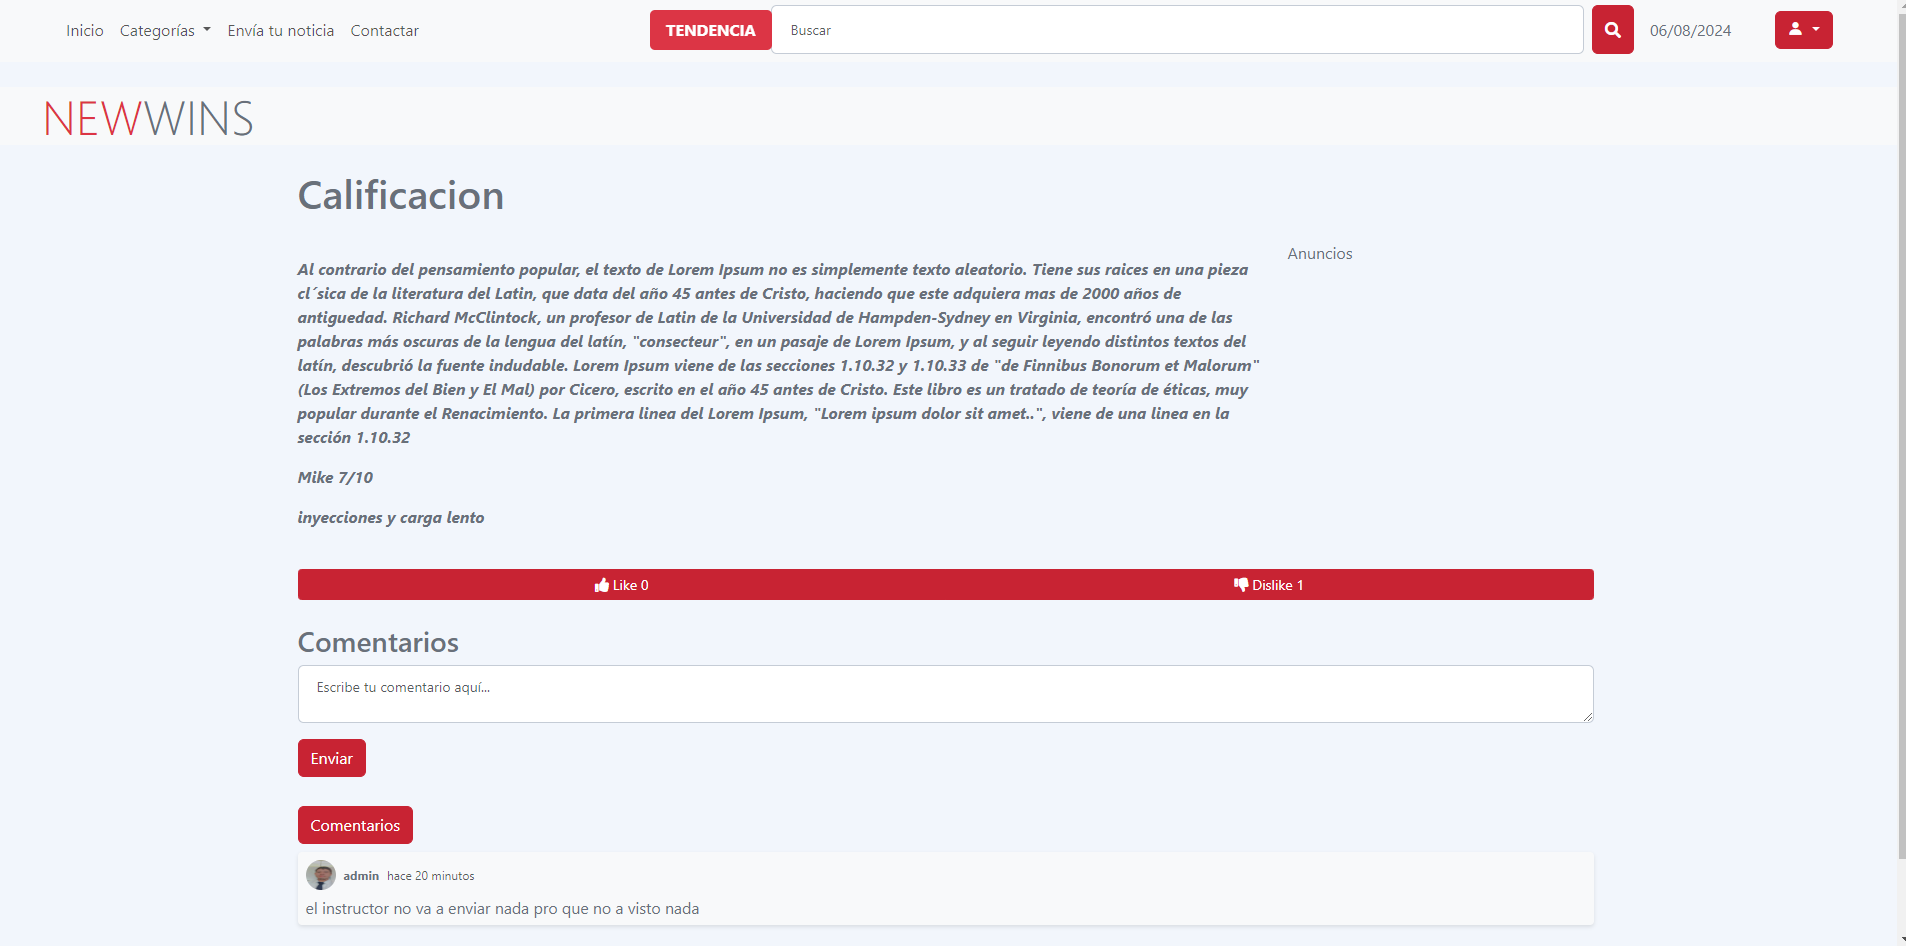 Inicio Categorías Envía tu noticia Contactar TENDENCIA Buscar 06/08/2024
NEWWINS
Calificacion
Anuncios
Al contrario del pensamiento popular, el texto de Lorem Ipsum no es simplemente texto aleatorio. Tiene sus raices en una pieza
cl´sica de la literatura del Latin, que data del año 45 antes de Cristo, haciendo que este adquiera mas de 2000 años de
antiguedad. Richard McClintock, un profesor de Latin de la Universidad de Hampden-Sydney en Virginia, encontró una de las
palabras más oscuras de la lengua del latín, "consecteur", en un pasaje de Lorem Ipsum, y al seguir leyendo distintos textos del
latín, descubrió la fuente indudable. Lorem Ipsum viene de las secciones 1.10.32 y 1.10.33 de "de Finnibus Bonorum et Malorum"
(Los Extremos del Bien y El Mal) por Cicero, escrito en el año 45 antes de Cristo. Este libro es un tratado de teoría de éticas, muy
popular durante el Renacimiento. La primera linea del Lorem Ipsum, "Lorem ipsum dolor sit amet..", viene de una linea en la
sección 1.10.32
Mike 7/10
inyecciones y carga lento
Like 0 Dislike 1
Comentarios
Escribe tu comentario aquí...
Enviar
Comentarios
admin hace 20 minutos
el instructor no va a enviar nada pro que no a visto nada